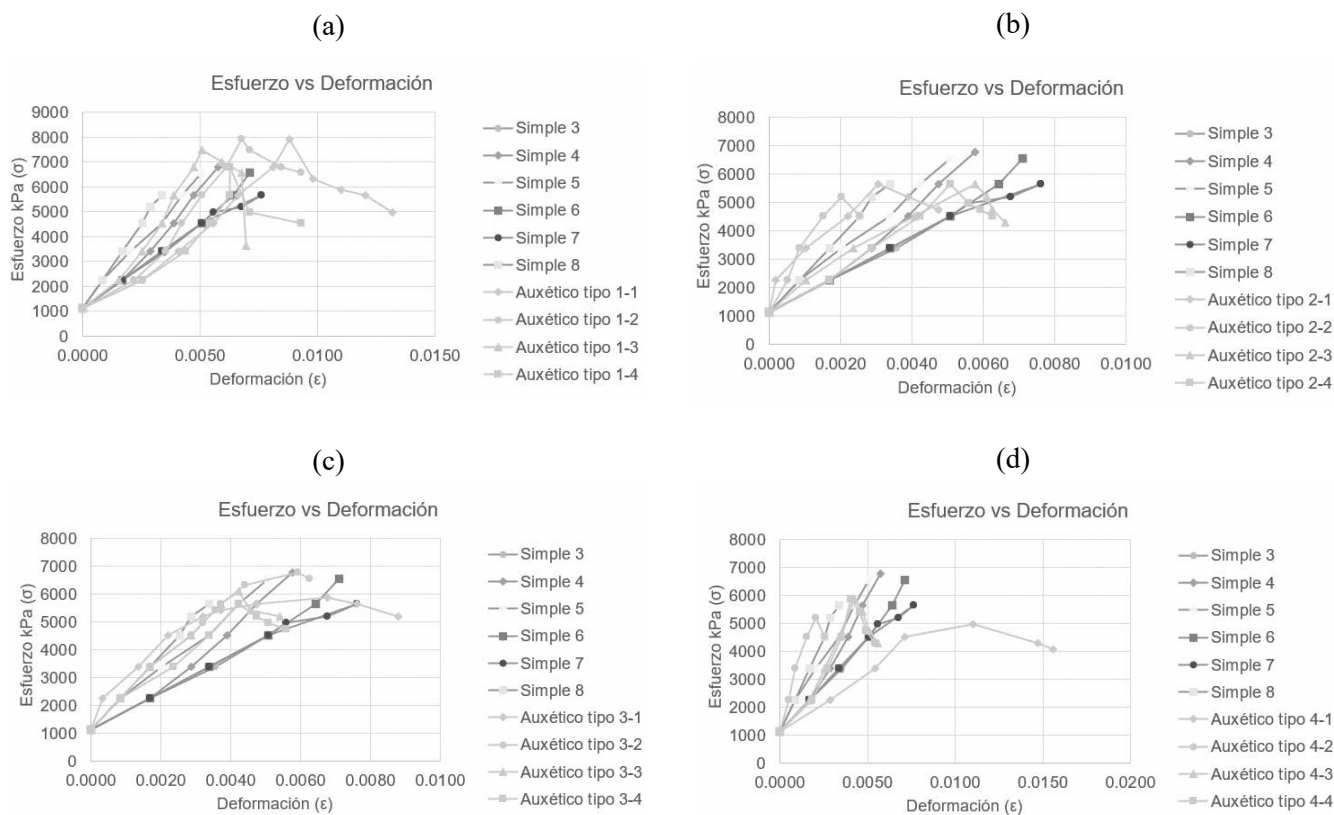 (a)
Esfuerzo vs Deformación
Esfuerzo kPa (σ)
9000
8000
7000
6000
5000
4000
3000
2000
1000
0
0.0000
0.0050
0.0100
0.0150
Deformación (ε)
Simple 3
Simple 4
Simple 5
Simple 6
Simple 7
Simple 8
Auxético tipo 1-1
Auxético tipo 1-2
Auxético tipo 1-3
Auxético tipo 1-4
(b)
Esfuerzo vs Deformación
Esfuerzo kPa (σ)
8000
7000
6000
5000
4000
3000
2000
1000
0
0.0000
0.0020
0.0040
0.0060
0.0080
0.0100
Deformación (ε)
Simple 3
Simple 4
Simple 5
Simple 6
Simple 7
Simple 8
Auxético tipo 2-1
Auxético tipo 2-2
Auxético tipo 2-3
Auxético tipo 2-4
(c)
Esfuerzo vs Deformación
Esfuerzo kPa (σ)
8000
7000
6000
5000
4000
3000
2000
1000
0
0.0000
0.0020
0.0040
0.0060
0.0080
0.0100
Deformación (ε)
Simple 3
Simple 4
Simple 5
Simple 6
Simple 7
Simple 8
Auxético tipo 3-1
Auxético tipo 3-2
Auxético tipo 3-3
Auxético tipo 3-4
(d)
Esfuerzo vs Deformación
Esfuerzo kPa (σ)
8000
7000
6000
5000
4000
3000
2000
1000
0
0.0000
0.0050
0.0100
0.0150
0.0200
Deformación (ε)
Simple 3
Simple 4
Simple 5
Simple 6
Simple 7
Simple 8
Auxético tipo 4-1
Auxético tipo 4-2
Auxético tipo 4-3
Auxético tipo 4-4